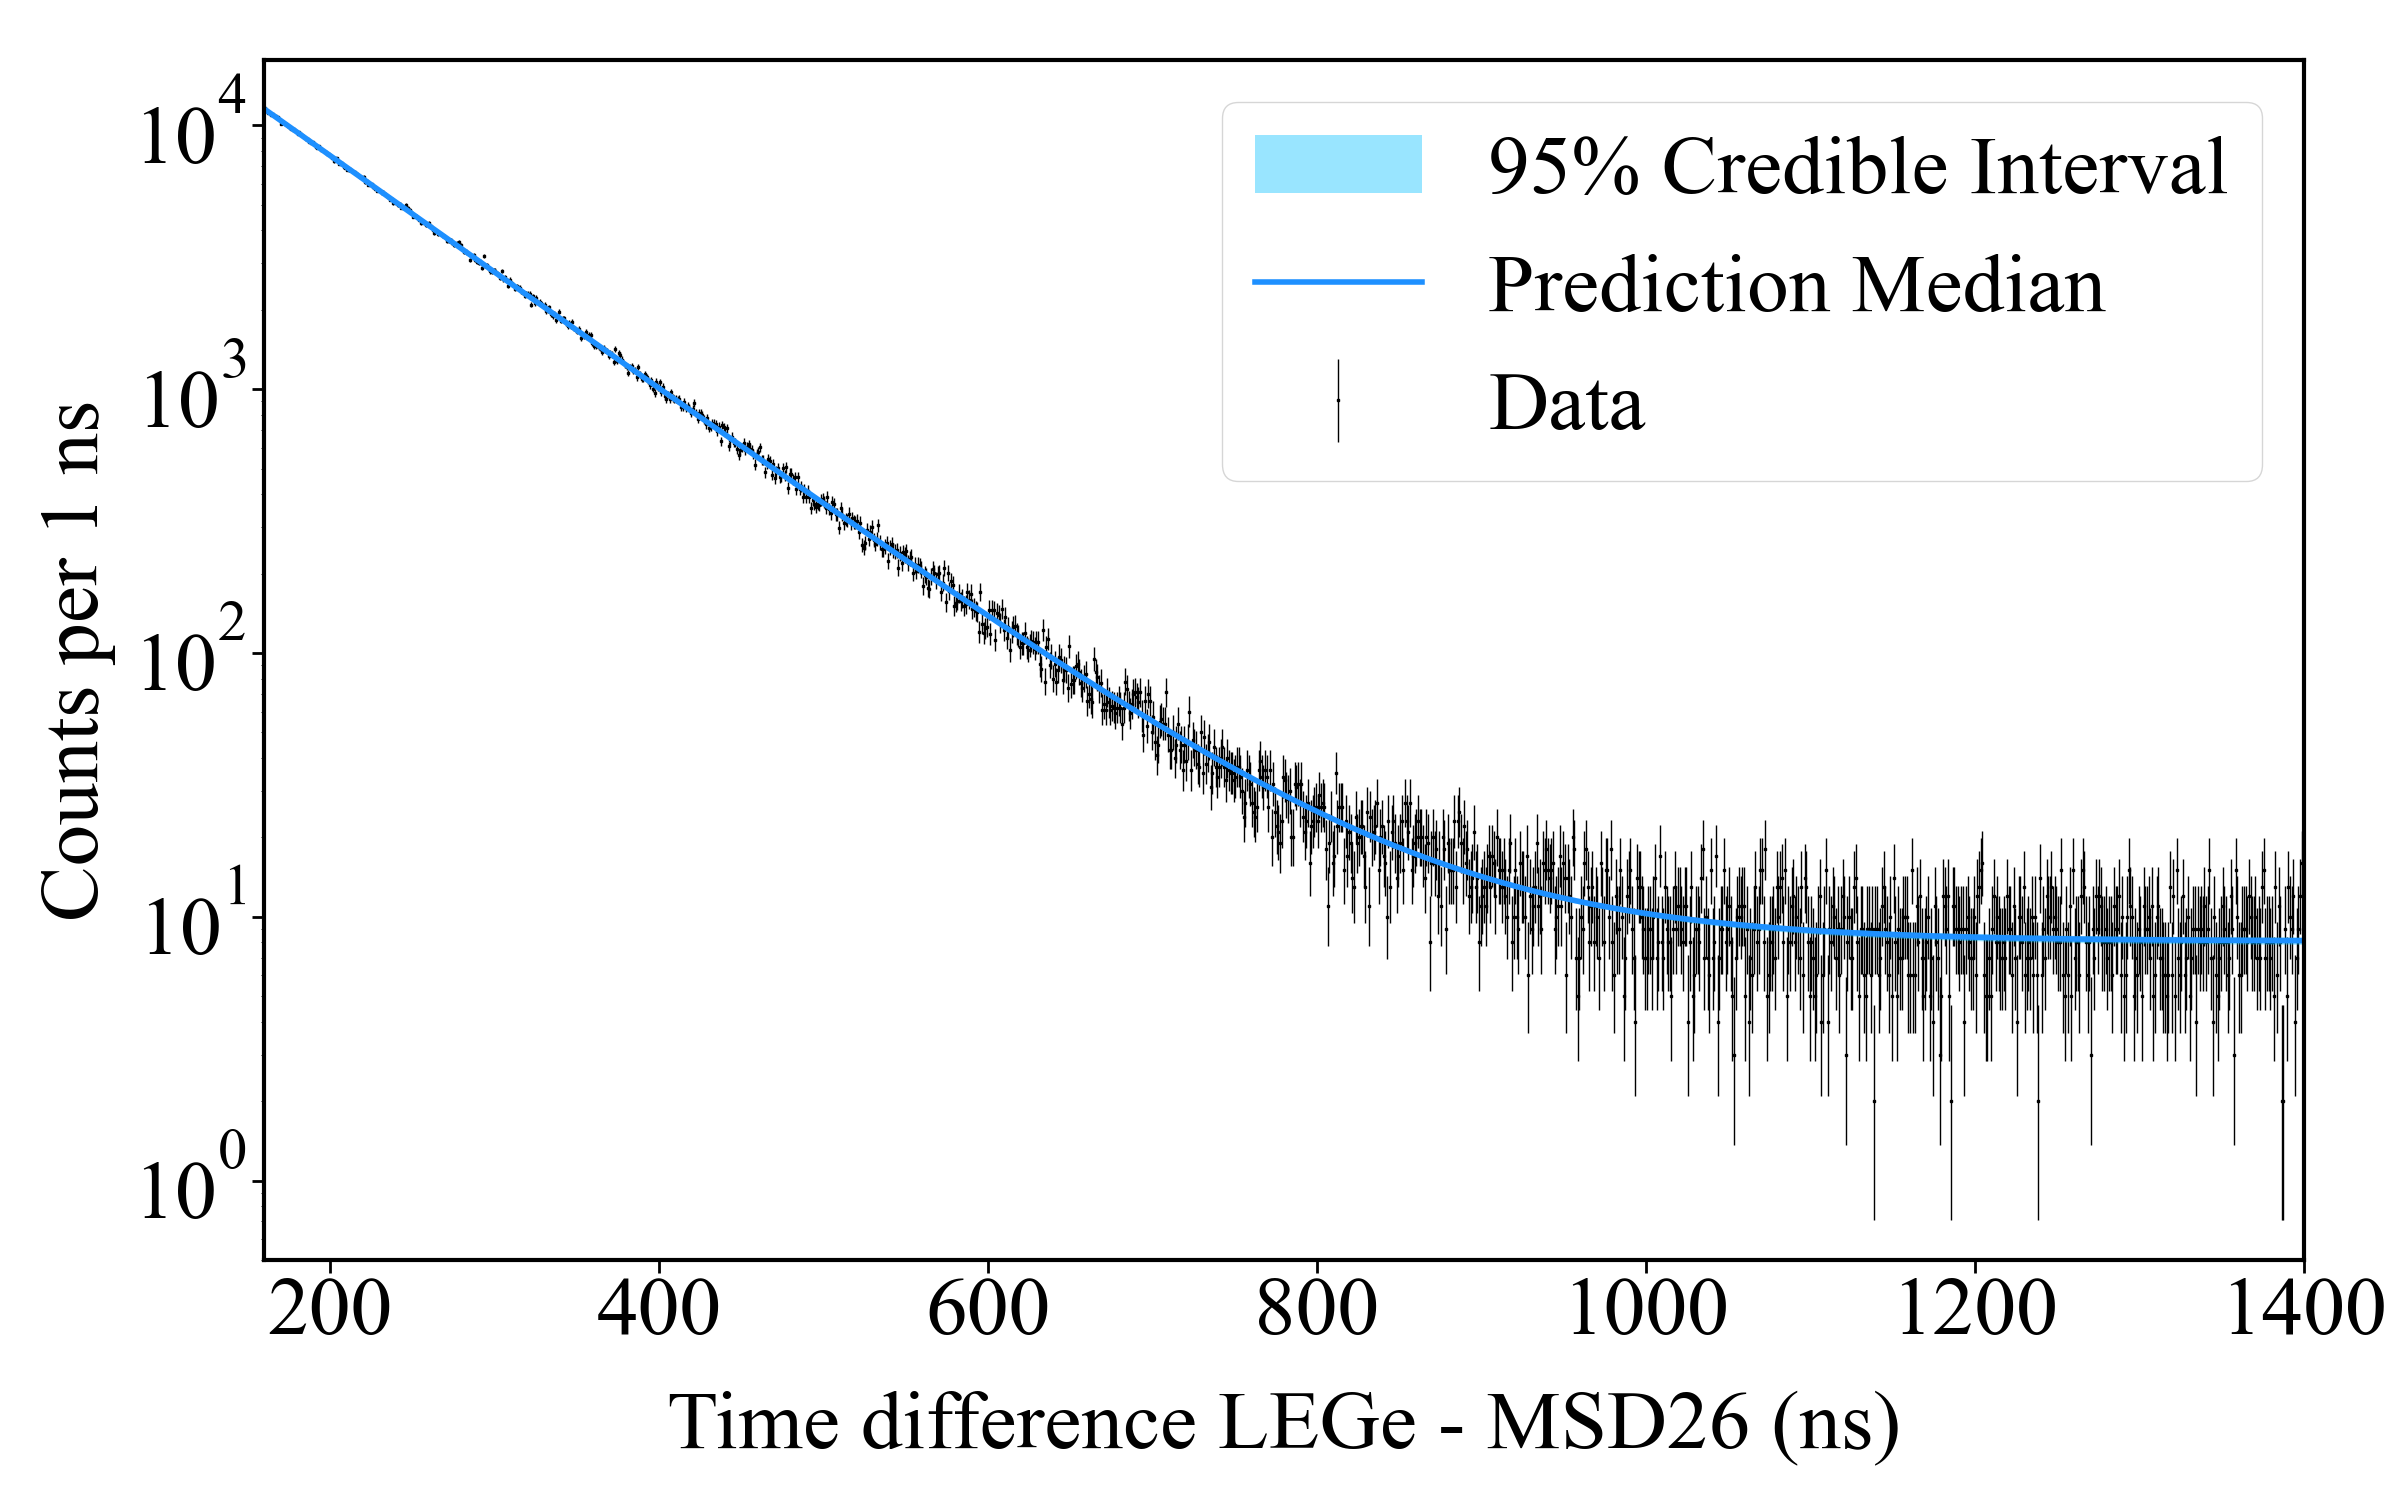 95% Credible Interval
Prediction Median
Data
Counts per 1 ns
10^4
10^3
10^2
10^1
10^0
200 400 600 800 1000 1200 1400
Time difference LEGe - MSD26 (ns)